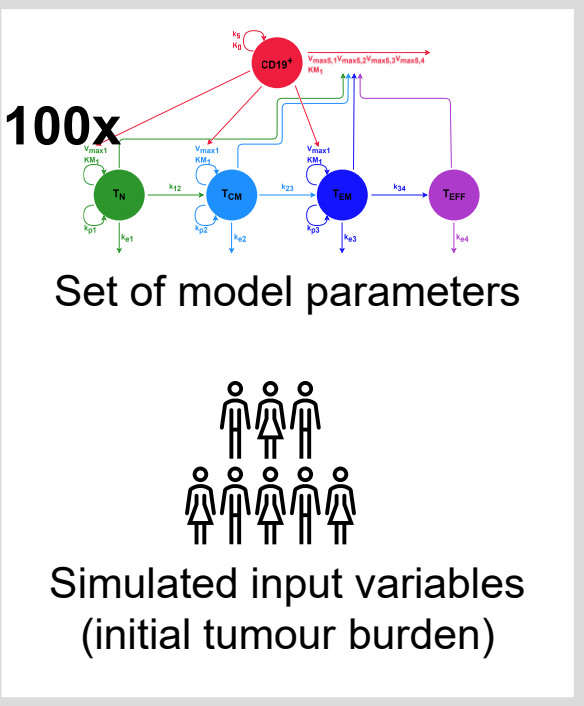 k5
K0
CD19+
Vmax5,1Vmax5,2Vmax5,3Vmax5,4
KM1
100x
Vmax1
KM1
Vmax1
KM1
Vmax1
KM1
TN
k12
TCM
k23
TEM
k34
TEFF
kp1
ke1
kp2
ke2
kp3
ke3
ke4
Set of model parameters
Simulated input variables
(initial tumour burden)